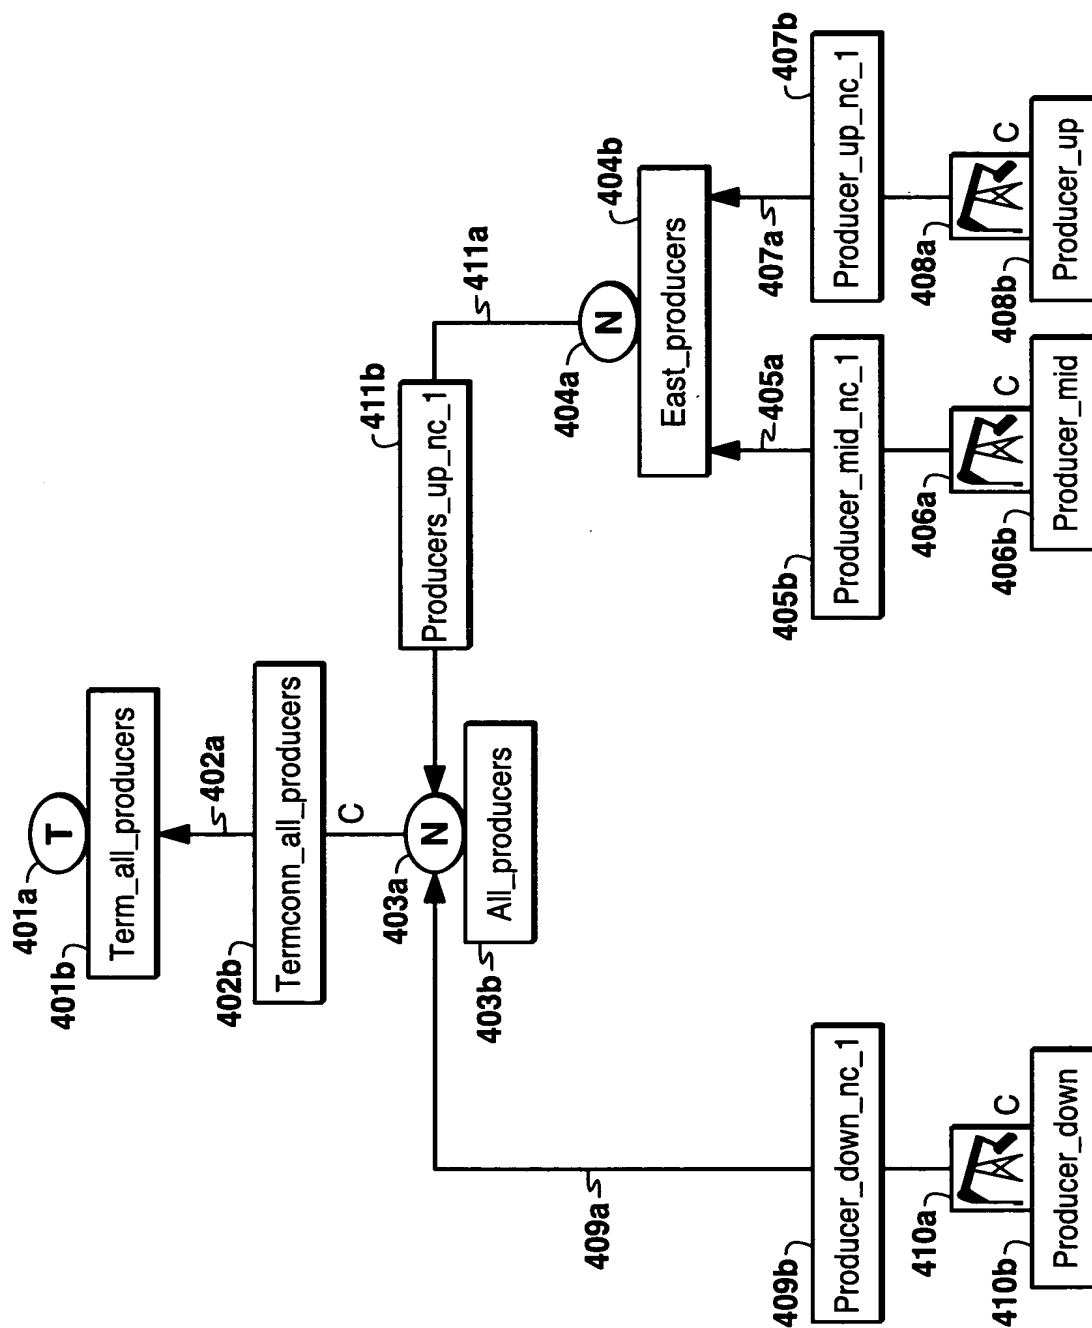 401a
T
401b
Term_all_producers
402a
402b
Termconn_all_producers
C
403a
N
403b
All_producers
411b
Producers_up_nc_1
411a
404a
N
404b
East_producers
409a
409b
Producer_down_nc_1
410a
C
410b
Producer_down
405a
405b
Producer_mid_nc_1
406a
C
406b
Producer_mid
407a
407b
Producer_up_nc_1
408a
C
408b
Producer_up